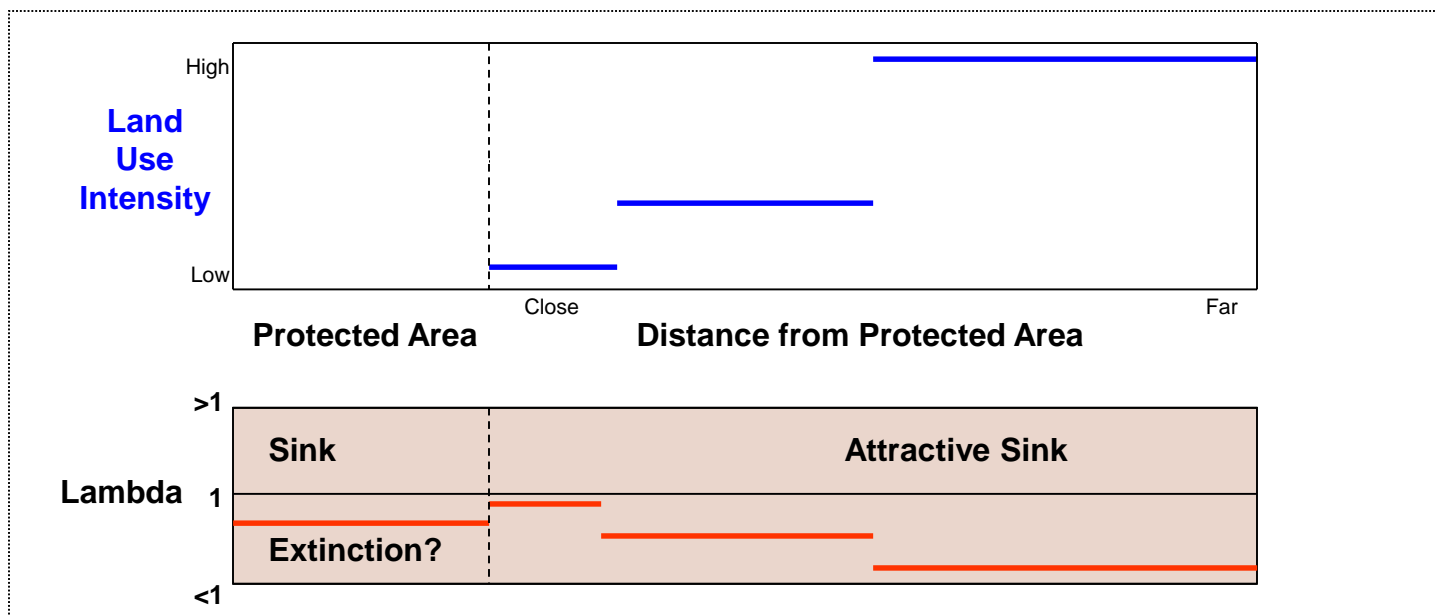 High
Land
Use
Intensity
Low
Close
Far
Protected Area
Distance from Protected Area
>1
Sink
Attractive Sink
Lambda
1
Extinction?
<1